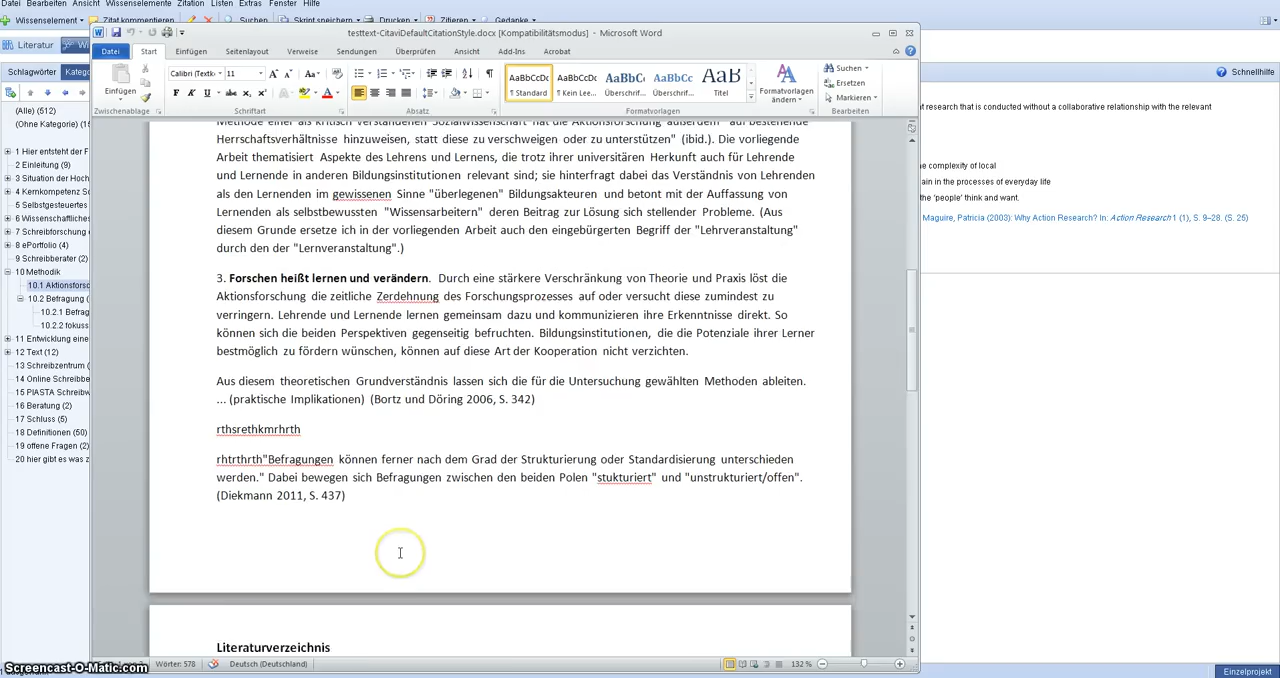 Datei Bearbeiten Ansicht Wissenselemente Zitation Listen Extras Fenster Hilfe
Wissenselement Zitat kommentieren Suchen Skript schreiben Drucken Zitieren Gedanke
testtext-CitaviDefaultCitationStyle.docx [Kompatibilitätsmodus] - Microsoft Word
Literatur
Datei Start Einfügen Seitenlayout Verweise Sendungen Überprüfen Ansicht Add-Ins Acrobat
Schlagwörter Katego
Schnellhilfe
Einfügen
Calibri (Textk 11
AaBbCcDc AaBbCcDc AaBbC AaBbCc AaB
¶ Standard ¶ Kein Lee... Überschrif... Überschrif... Titel
Formatvorlagen ändern
Suchen
Ersetzen
Markieren
Zwischenablage Schriftart Absatz Formatvorlagen Bearbeiten
(Alle) (512)
(Ohne Kategorie) (18
1 Hier entsteht der F
2 Einleitung (9)
3 Situation der Hoch
4 Kernkompetenz Sc
5 Selbstgesteuertes
6 Wissenschaftliches
7 Schreibforschung
8 ePortfolio (4)
9 Schreibberater (2)
10 Methodik
10.1 Aktionsforsc
10.2 Befragung (
10.2.1 Befrag
10.2.2 fokuss
11 Entwicklung eine
12 Text (12)
13 Schreibzentrum (
14 Online Schreibbe
15 PIASTA Schreibw
16 Beratung (2)
17 Schluss (6)
18 Definitionen (50)
19 offene Fragen (2)
20 hier gibt es was z
Methode einer als kritisch verstandenen Sozialwissenschaft hat die Aktionsforschung außerdem "auf bestehende
Herrschaftsverhältnisse hinzuweisen, statt diese zu verschweigen oder zu unterstützen" (ibid.). Die vorliegende
Arbeit thematisiert Aspekte des Lehrens und Lernens, die trotz ihrer universitären Herkunft auch für Lehrende
und Lernende in anderen Bildungsinstitutionen relevant sind; sie hinterfragt dabei das Verständnis von Lehrenden
als den Lernenden im gewissenen Sinne "überlegenen" Bildungsakteuren und betont mit der Auffassung von
Lernenden als selbstbewussten "Wissensarbeitern" deren Beitrag zur Lösung sich stellender Probleme. (Aus
diesem Grunde ersetze ich in der vorliegenden Arbeit auch den eingebürgerten Begriff der "Lehrveranstaltung"
durch den der "Lernveranstaltung".)
3. Forschen heißt lernen und verändern. Durch eine stärkere Verschränkung von Theorie und Praxis löst die
Aktionsforschung die zeitliche Zerdehnung des Forschungsprozesses auf oder versucht diese zumindest zu
verringern. Lehrende und Lernende lernen gemeinsam dazu und kommunizieren ihre Erkenntnisse direkt. So
können sich die beiden Perspektiven gegenseitig befruchten. Bildungsinstitutionen, die die Potenziale ihrer Lerner
bestmöglich zu fördern wünschen, können auf diese Art der Kooperation nicht verzichten.
Aus diesem theoretischen Grundverständnis lassen sich die für die Untersuchung gewählten Methoden ableiten.
... (praktische Implikationen) (Bortz und Döring 2006, S. 342)
rthsrethkmrhrth
rhtrthrth"Befragungen können ferner nach dem Grad der Strukturierung oder Standardisierung unterschieden
werden." Dabei bewegen sich Befragungen zwischen den beiden Polen "stukturiert" und "unstrukturiert/offen".
(Diekmann 2011, S. 437)
Literaturverzeichnis
t research that is conducted without a collaborative relationship with the relevant
e complexity of local
ain in the processes of everyday life
the 'people' think and want.
Maguire, Patricia (2003): Why Action Research? In: Action Research 1 (1), S. 9–28. (S. 25)
Wörter: 578 Deutsch (Deutschland) 132 %
Screencast-O-Matic.com
Einzelprojekt